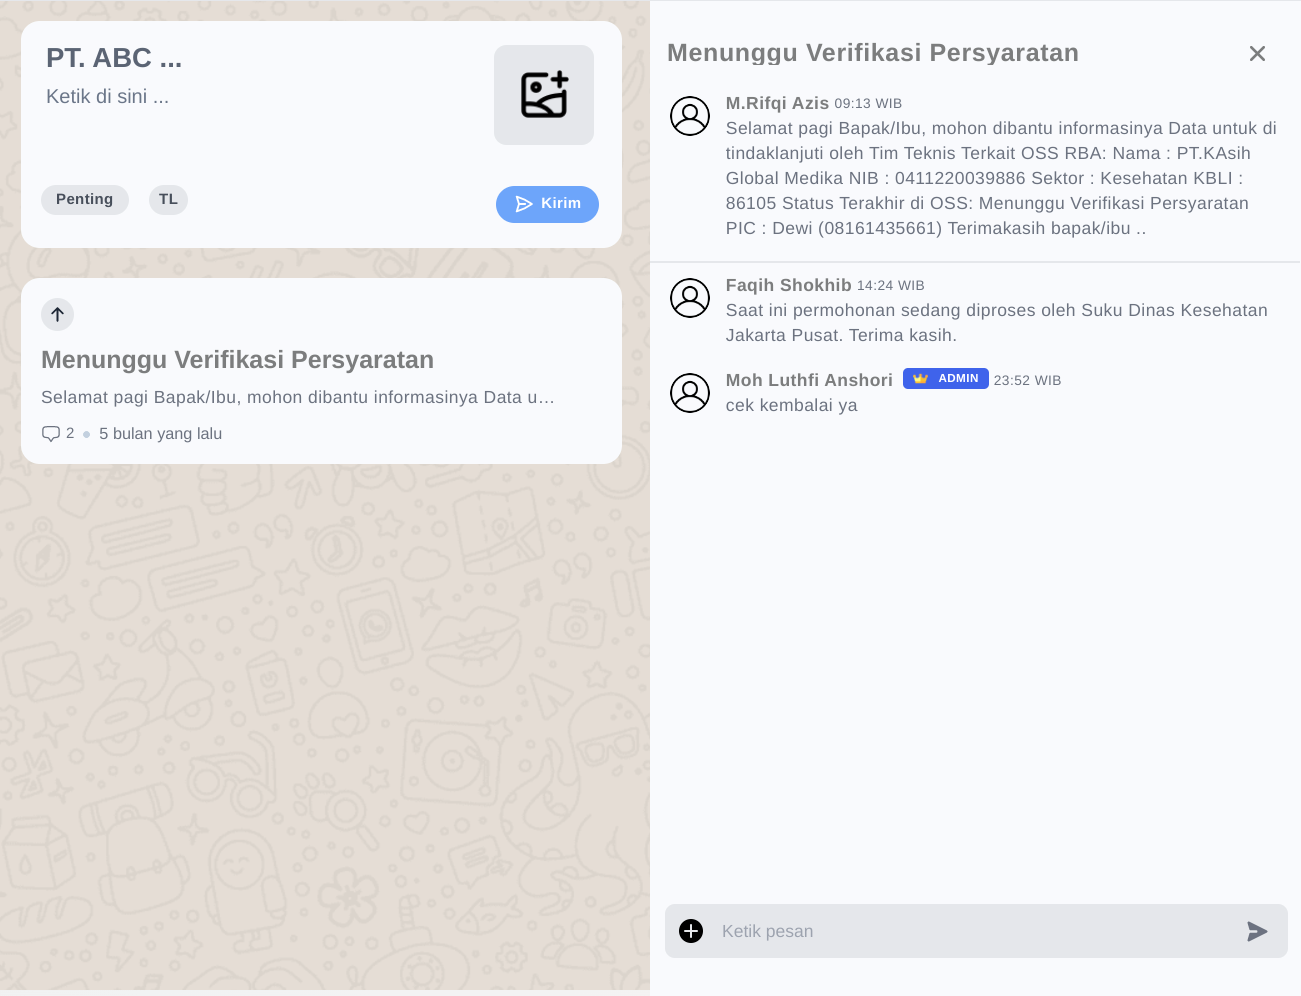 PT. ABC ...
Ketik di sini ...
Penting
TL
Kirim
Menunggu Verifikasi Persyaratan
Selamat pagi Bapak/Ibu, mohon dibantu informasinya Data u...
2
5 bulan yang lalu
Menunggu Verifikasi Persyaratan
M.Rifqi Azis 09:13 WIB
Selamat pagi Bapak/Ibu, mohon dibantu informasinya Data untuk di
tindaklanjuti oleh Tim Teknis Terkait OSS RBA: Nama : PT.KAsih
Global Medika NIB : 0411220039886 Sektor : Kesehatan KBLI :
86105 Status Terakhir di OSS: Menunggu Verifikasi Persyaratan
PIC : Dewi (08161435661) Terimakasih bapak/ibu ..
Faqih Shokhib 14:24 WIB
Saat ini permohonan sedang diproses oleh Suku Dinas Kesehatan
Jakarta Pusat. Terima kasih.
Moh Luthfi Anshori ADMIN 23:52 WIB
cek kembalai ya
Ketik pesan